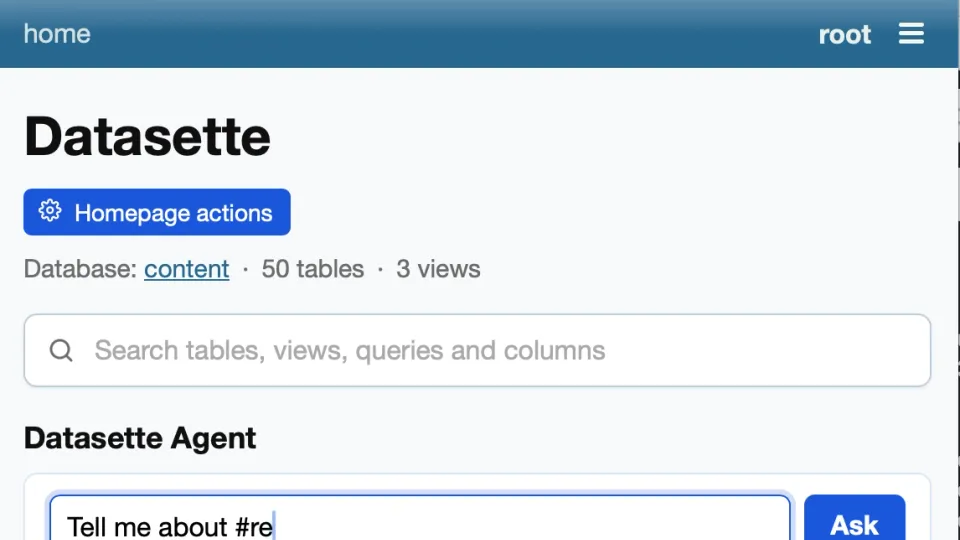 home root
Datasette
Homepage actions
Database: content · 50 tables · 3 views
Search tables, views, queries and columns
Datasette Agent
Tell me about #re Ask